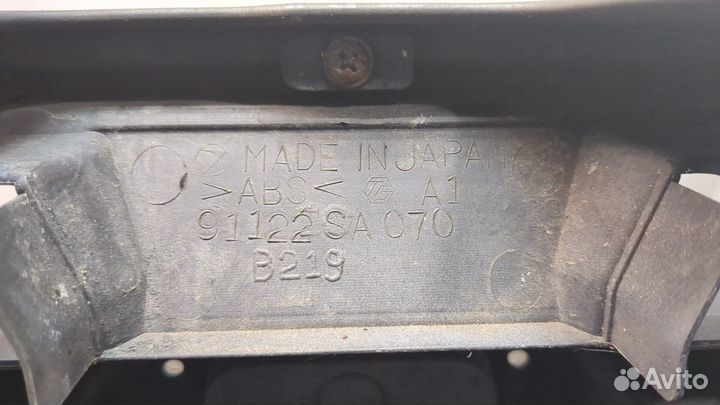 MADE IN JAPAN
>ABS< A1
91122SA070
B219
Avito